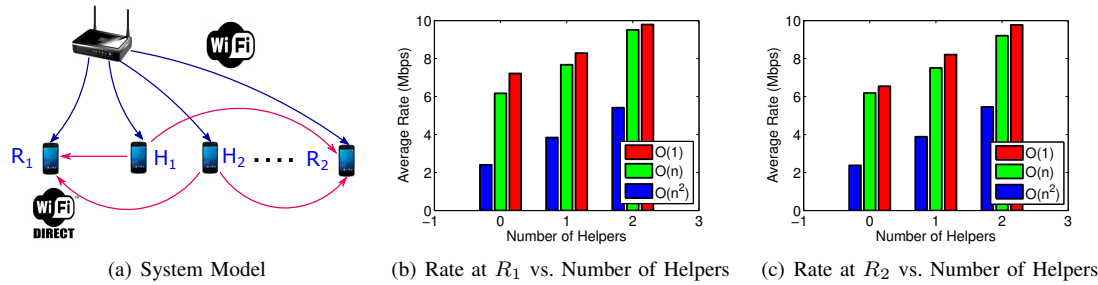 Wi Fi
R1
H1
H2
R2
Wi Fi
DIRECT
(a) System Model
Average Rate (Mbps)
10
8
6
4
2
0
−1 0 1 2 3
Number of Helpers
O(1)
O(n)
O(n²)
(b) Rate at R1 vs. Number of Helpers
Average Rate (Mbps)
10
8
6
4
2
0
−1 0 1 2 3
Number of Helpers
O(1)
O(n)
O(n²)
(c) Rate at R2 vs. Number of Helpers